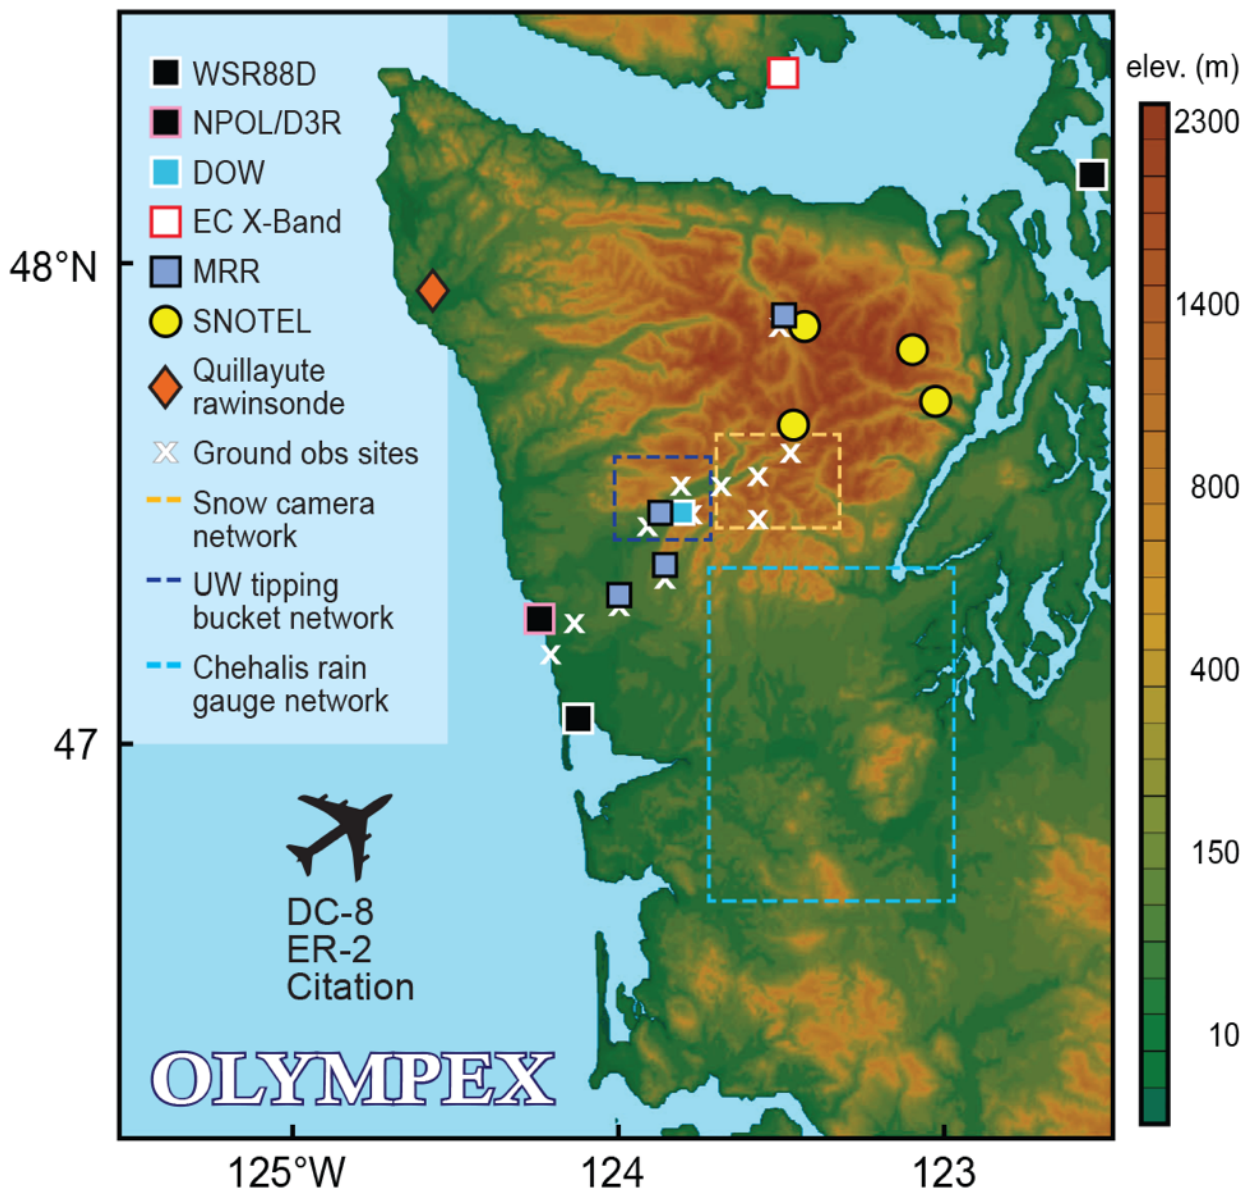 WSR88D
NPOL/D3R
DOW
EC X-Band
MRR
SNOTEL
Quillayute
rawinsonde
x Ground obs sites
Snow camera
network
UW tipping
bucket network
Chehalis rain
gauge network
DC-8
ER-2
Citation
OLYMPEX
48°N
47
125°W
124
123
elev. (m)
2300
1400
800
400
150
10